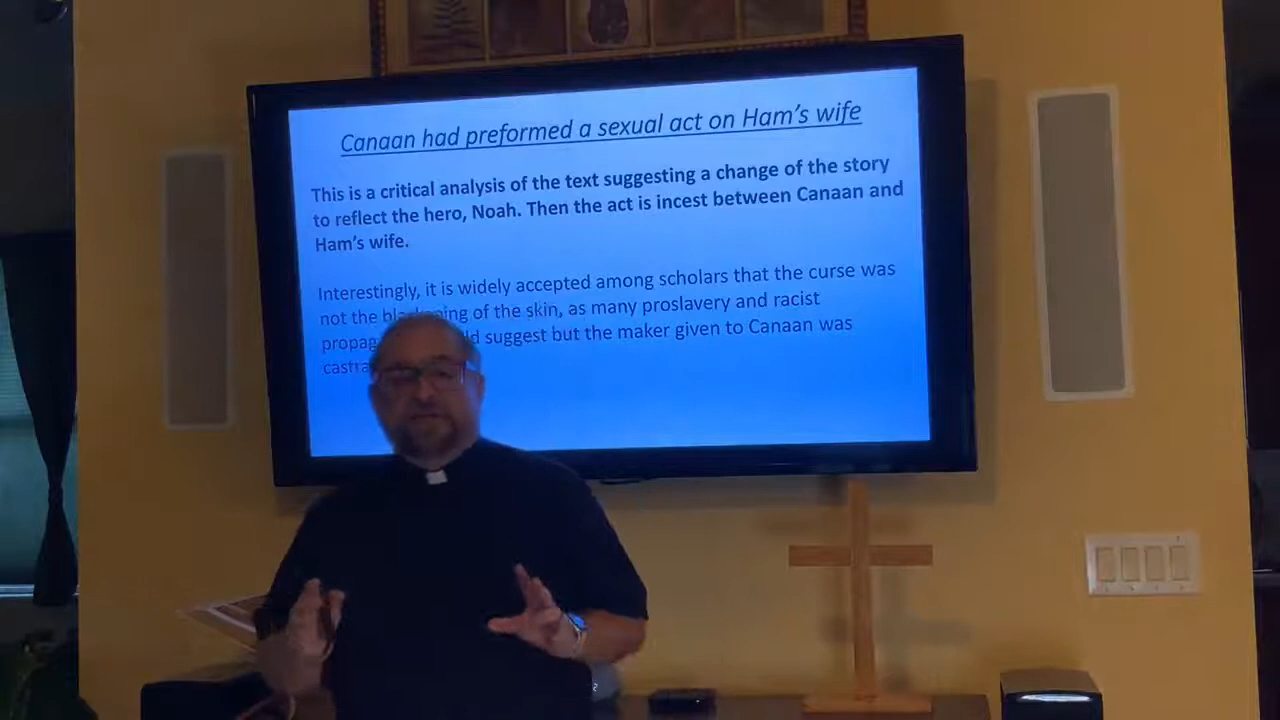 Canaan had preformed a sexual act on Ham's wife
This is a critical analysis of the text suggesting a change of the story
to reflect the hero, Noah. Then the act is incest between Canaan and
Ham's wife.
Interestingly, it is widely accepted among scholars that the curse was
not the of the skin, as many proslavery and racist
suggest but the maker given to Canaan was